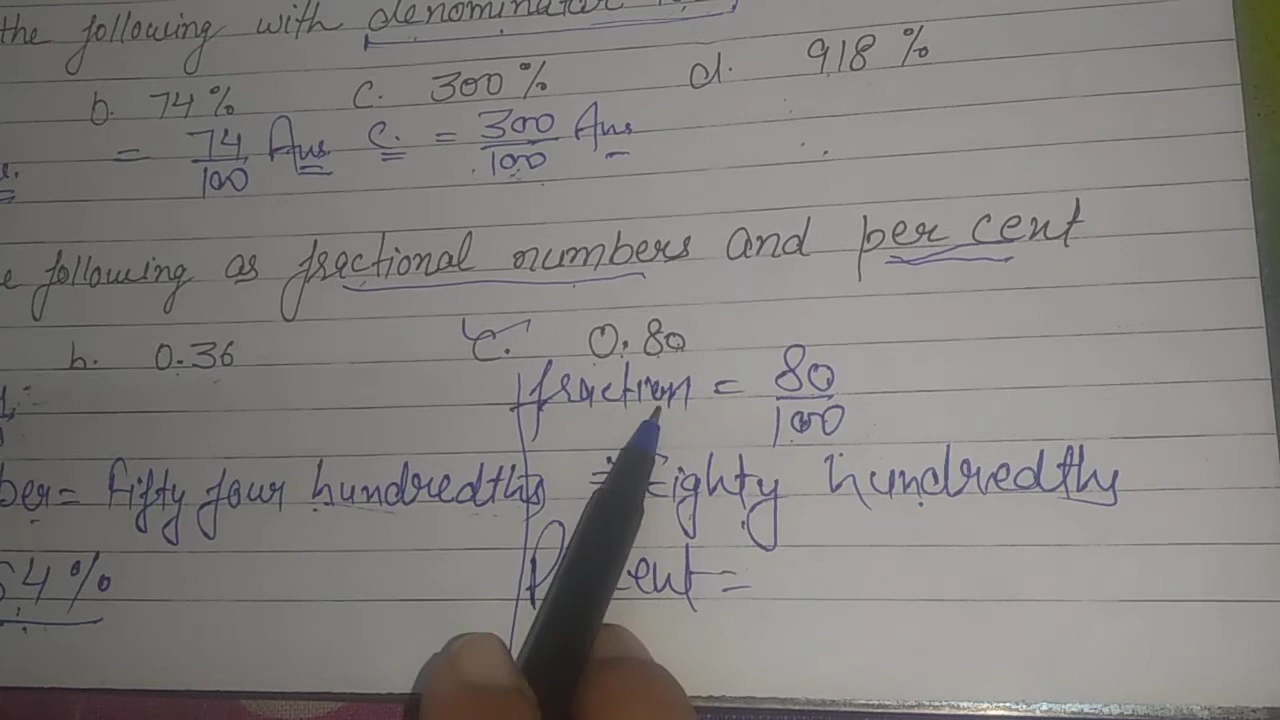 the following with denominator
b. 74% c. 300% d. 918%
= 74/100 Ans c. = 300/100 Ans
following as fractional numbers and per cent
b. 0.36 c. 0.80
fraction = 80/100
ber = Fifty four hundredths = Eighty hundredths
54% P cent =